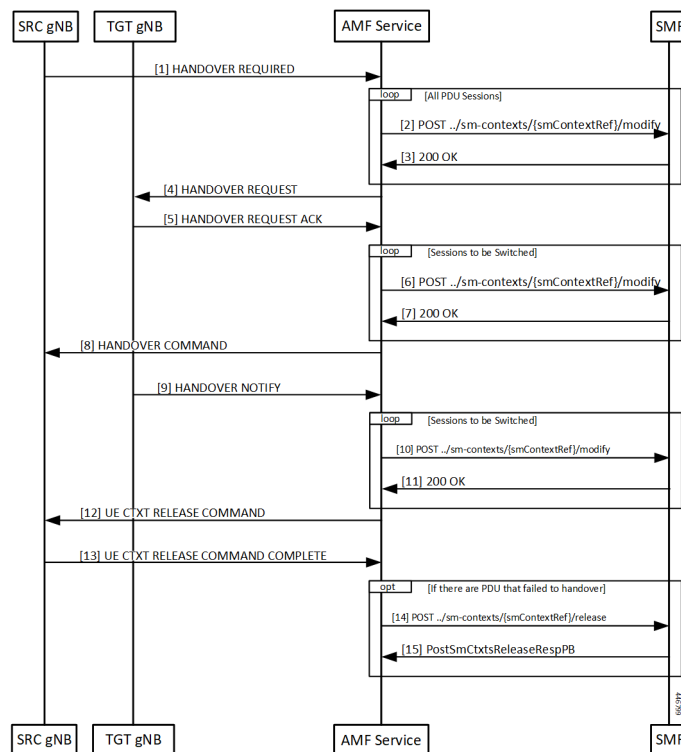 SRC gNB
TGT gNB
AMF Service
SMF
[1] HANDOVER REQUIRED
loop
[All PDU Sessions]
[2] POST ../sm-contexts/{smContextRef}/modify
[3] 200 OK
[4] HANDOVER REQUEST
[5] HANDOVER REQUEST ACK
loop
[Sessions to be Switched]
[6] POST ../sm-contexts/{smContextRef}/modify
[7] 200 OK
[8] HANDOVER COMMAND
[9] HANDOVER NOTIFY
loop
[Sessions to be Switched]
[10] POST ../sm-contexts/{smContextRef}/modify
[11] 200 OK
[12] UE CTXT RELEASE COMMAND
[13] UE CTXT RELEASE COMMAND COMPLETE
opt
[If there are PDU that failed to handover]
[14] POST ../sm-contexts/{smContextRef}/release
[15] PostSmCtxtsReleaseRespPB
SRC gNB
TGT gNB
AMF Service
SMF